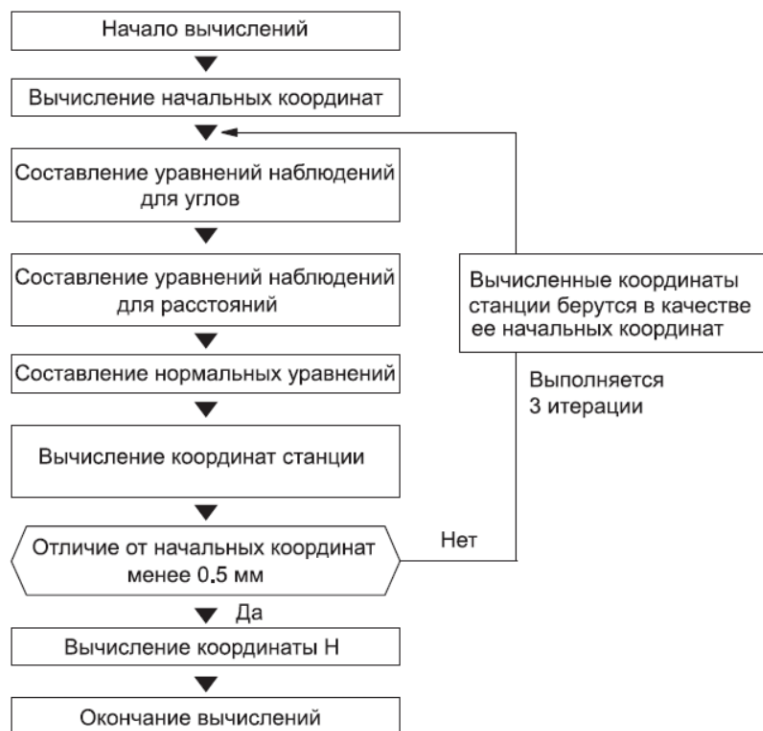 Начало вычислений
Вычисление начальных координат
Составление уравнений наблюдений
для углов
Составление уравнений наблюдений
для расстояний
Вычисленные координаты
станции берутся в качестве
ее начальных координат
Составление нормальных уравнений
Выполняется
3 итерации
Вычисление координат станции
Отличие от начальных координат
менее 0.5 мм
Нет
Да
Вычисление координаты Н
Окончание вычислений